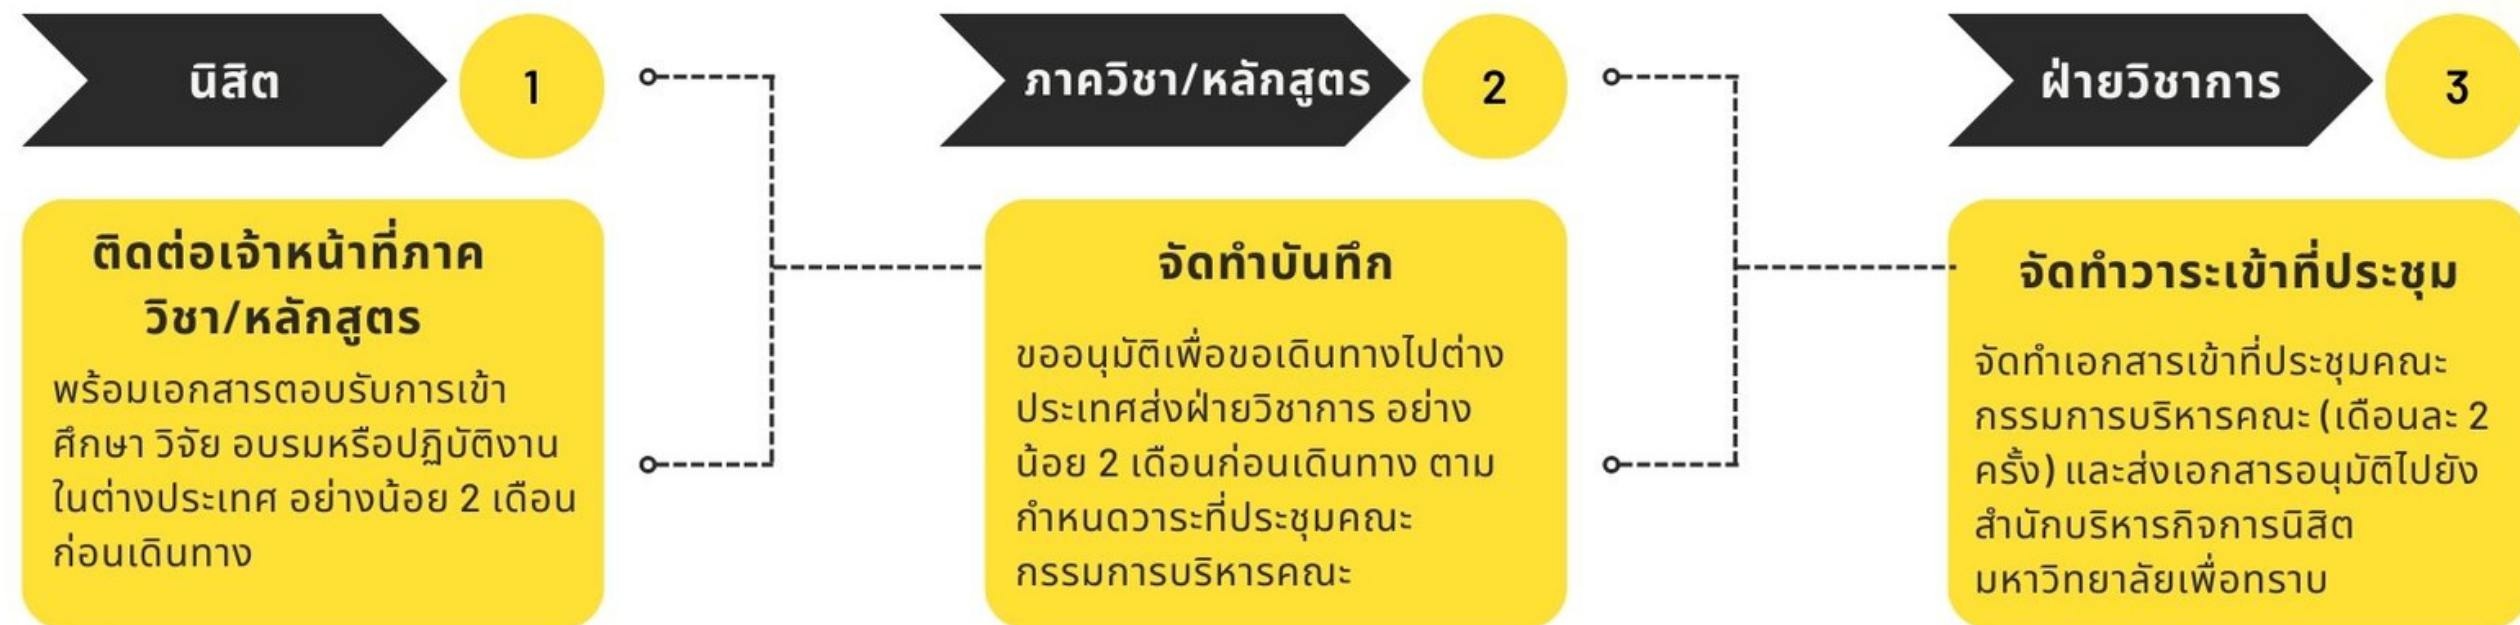 นิสิต
1
ติดต่อเจ้าหน้าที่ภาค
วิชา/หลักสูตร
พร้อมเอกสารตอบรับการเข้า
ศึกษา วิจัย อบรมหรือปฏิบัติงาน
ในต่างประเทศ อย่างน้อย 2 เดือน
ก่อนเดินทาง
ภาควิชา/หลักสูตร
2
จัดทำบันทึก
ขออนุมัติเพื่อขอเดินทางไปต่าง
ประเทศส่งฝ่ายวิชาการ อย่าง
น้อย 2 เดือนก่อนเดินทาง ตาม
กำหนดวาระที่ประชุมคณะ
กรรมการบริหารคณะ
ฝ่ายวิชาการ
3
จัดทำวาระเข้าที่ประชุม
จัดทำเอกสารเข้าที่ประชุมคณะ
กรรมการบริหารคณะ (เดือนละ 2
ครั้ง) และส่งเอกสารอนุมัติไปยัง
สำนักบริหารกิจการนิสิต
มหาวิทยาลัยเพื่อทราบ